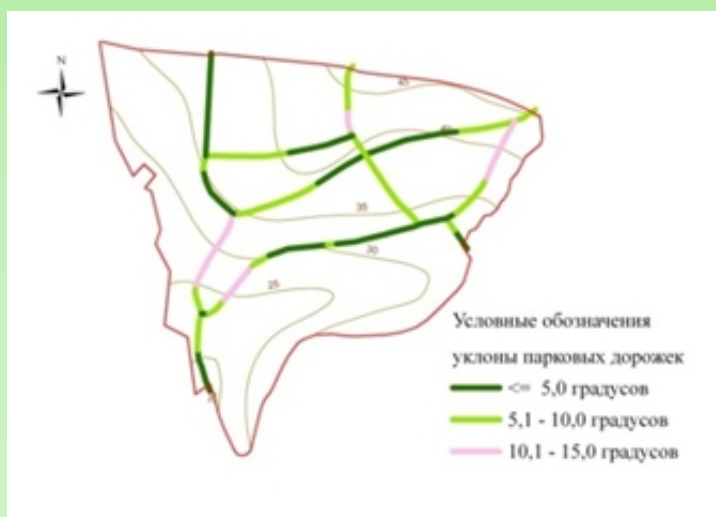 N
45
40
35
30
25
Условные обозначения
уклоны парковых дорожек
<= 5,0 градусов
5,1 - 10,0 градусов
10,1 - 15,0 градусов